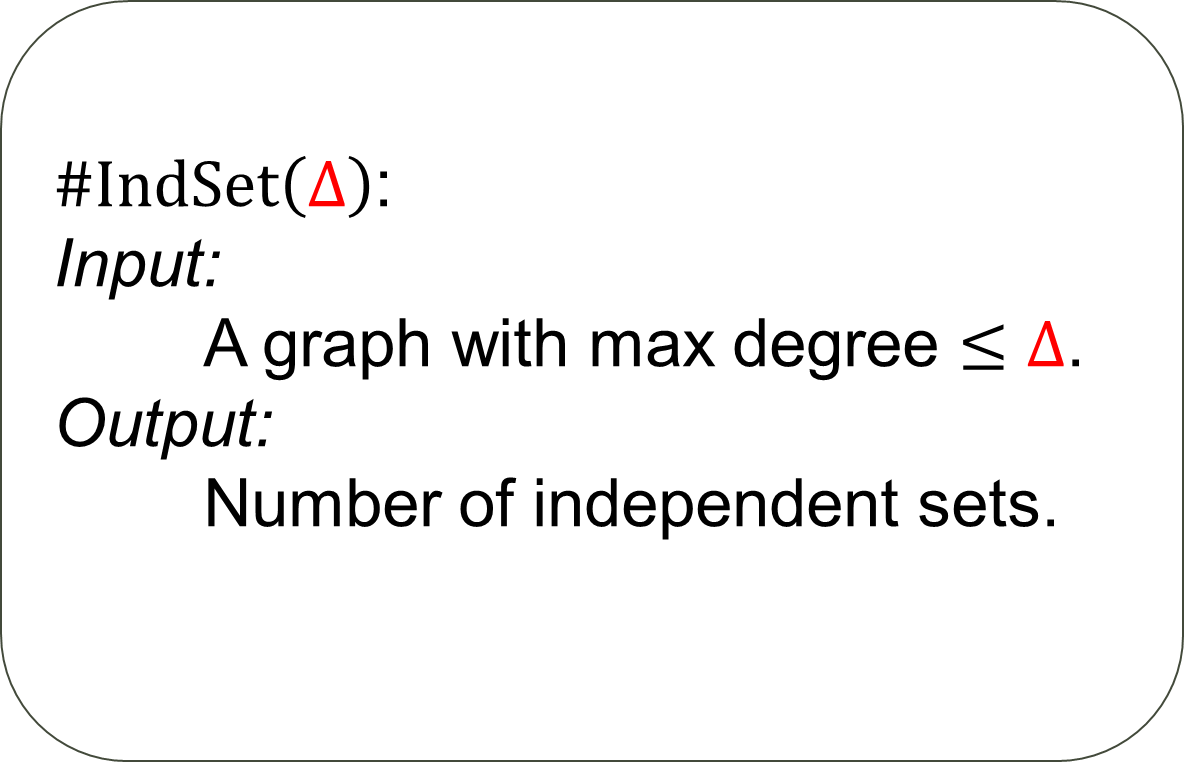 #IndSet(Δ):
Input:
A graph with max degree ≤ Δ.
Output:
Number of independent sets.